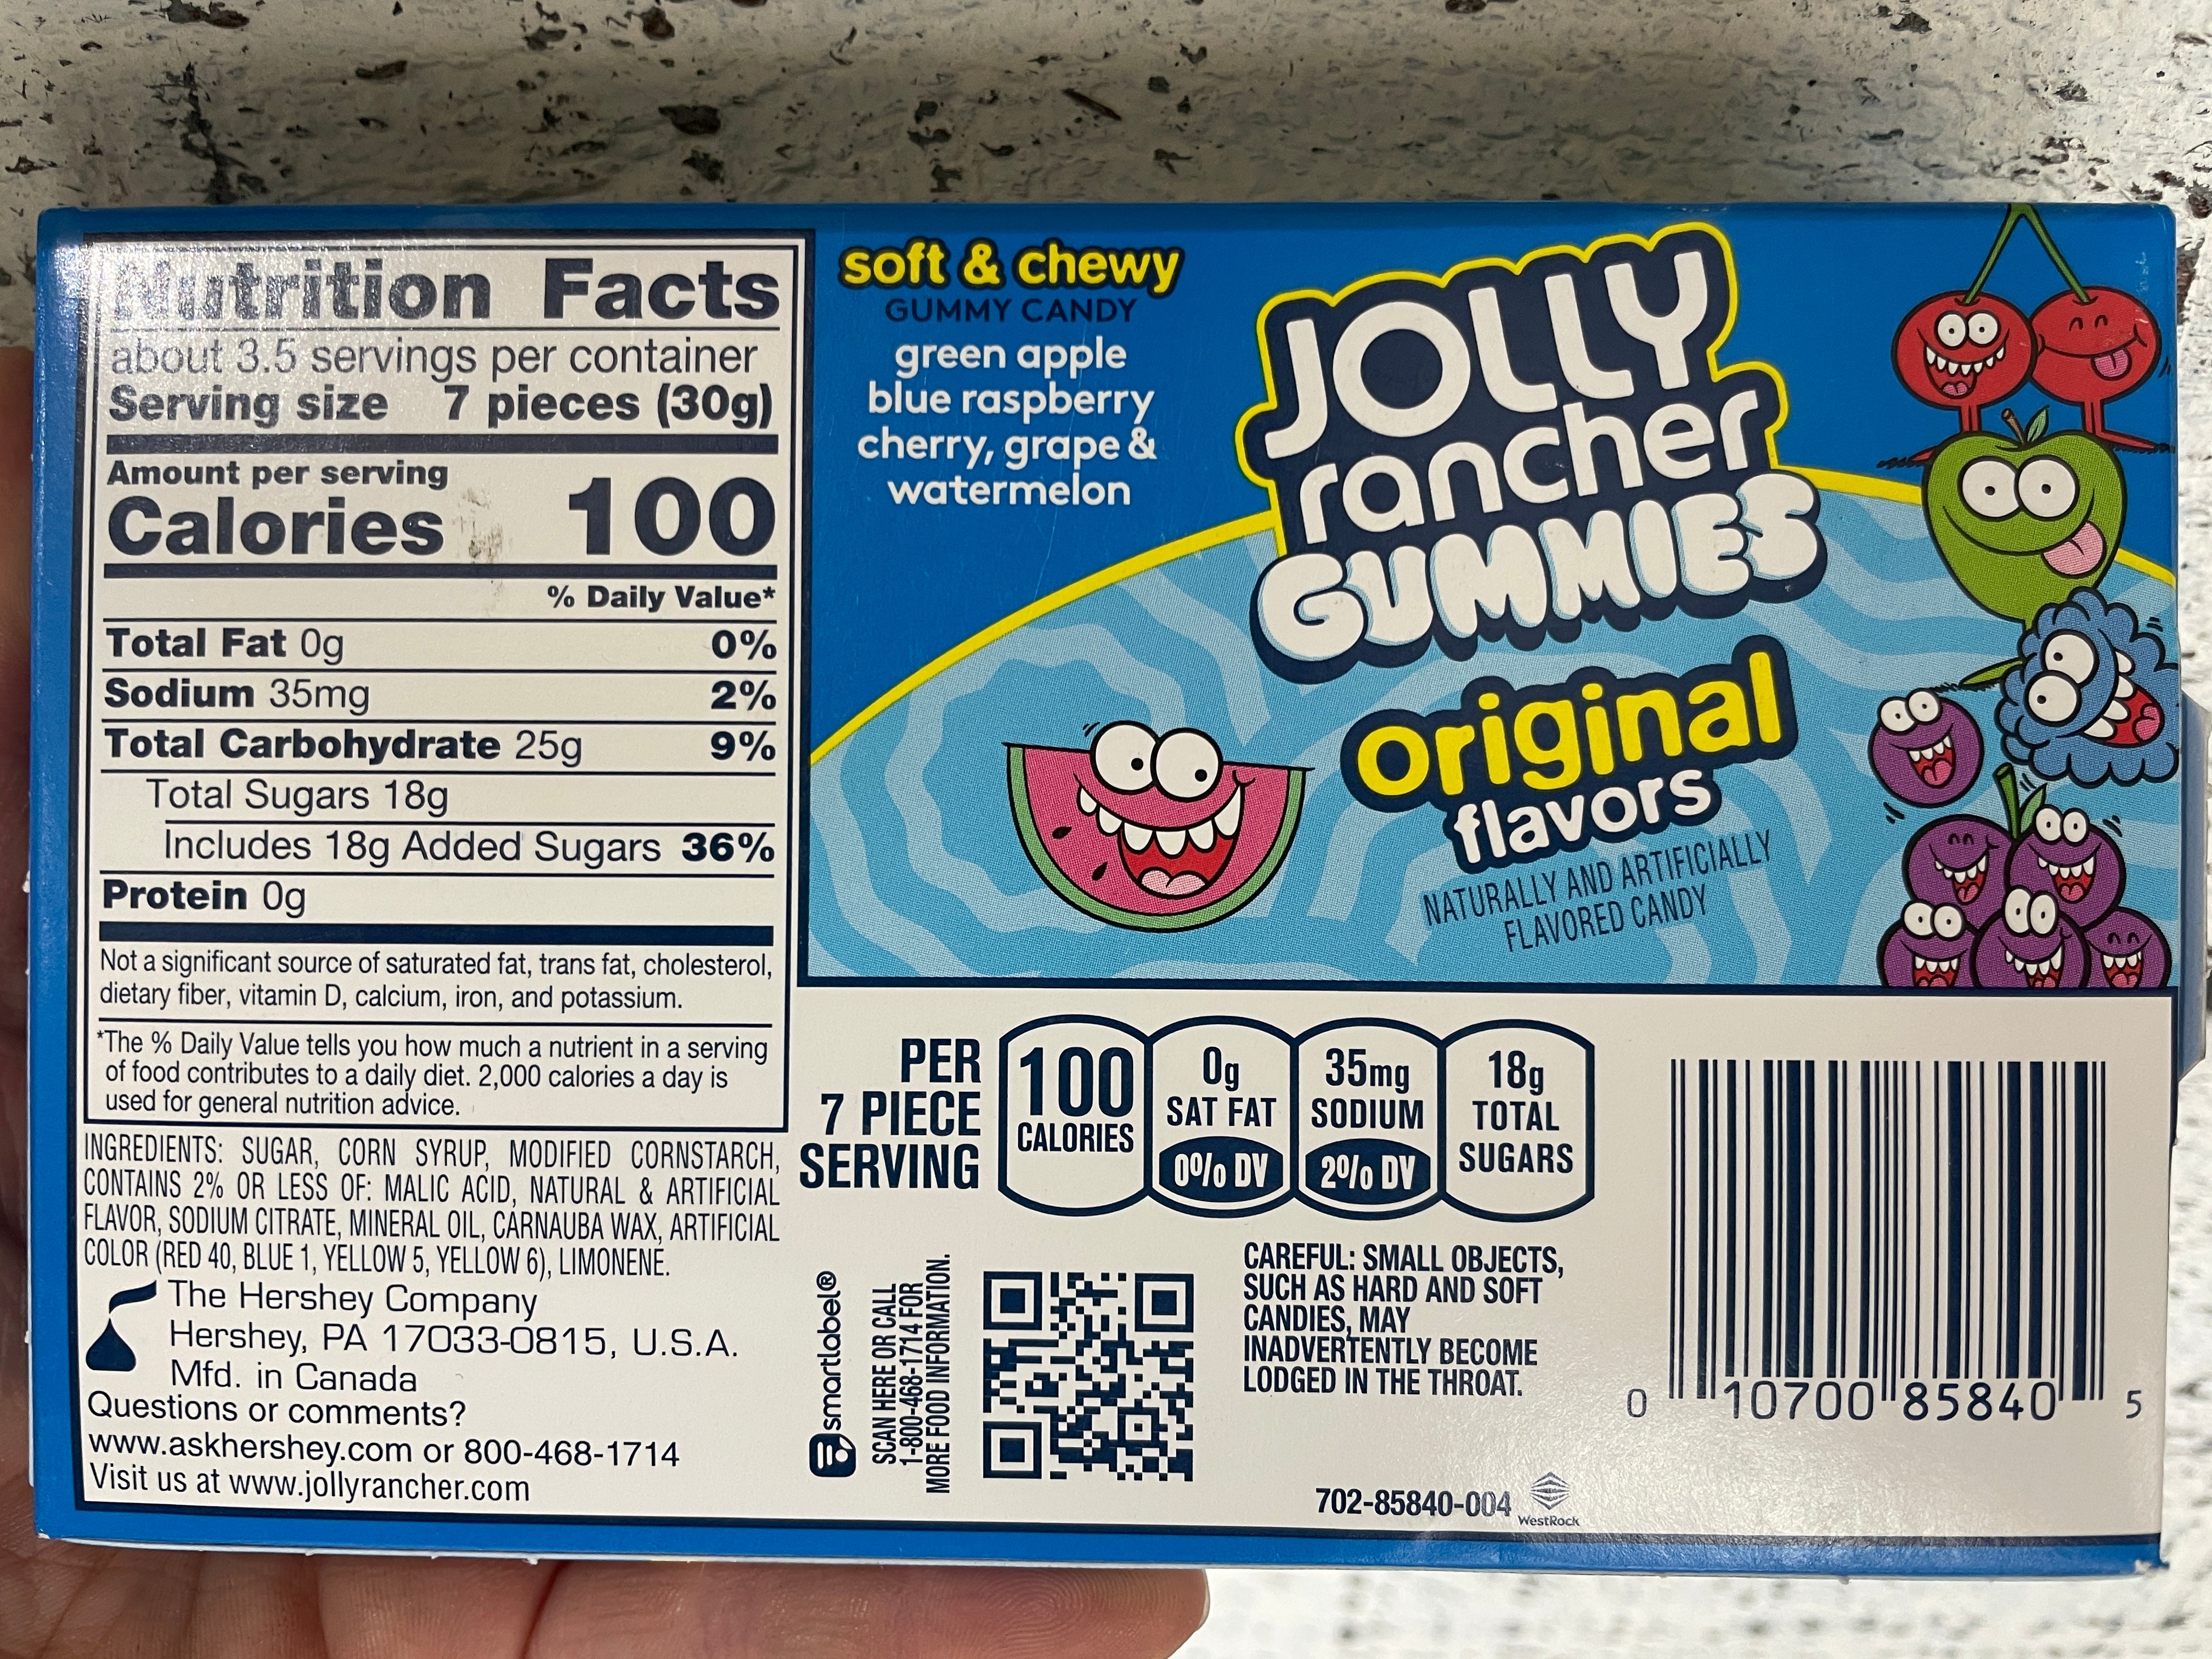 Nutrition Facts
about 3.5 servings per container
Serving size 7 pieces (30g)
Amount per serving
Calories 100
% Daily Value*
Total Fat 0g 0%
Sodium 35mg 2%
Total Carbohydrate 25g 9%
Total Sugars 18g
Includes 18g Added Sugars 36%
Protein 0g
Not a significant source of saturated fat, trans fat, cholesterol,
dietary fiber, vitamin D, calcium, iron, and potassium.
*The % Daily Value tells you how much a nutrient in a serving
of food contributes to a daily diet. 2,000 calories a day is
used for general nutrition advice.
INGREDIENTS: SUGAR, CORN SYRUP, MODIFIED CORNSTARCH,
CONTAINS 2% OR LESS OF: MALIC ACID, NATURAL & ARTIFICIAL
FLAVOR, SODIUM CITRATE, MINERAL OIL, CARNAUBA WAX, ARTIFICIAL
COLOR (RED 40, BLUE 1, YELLOW 5, YELLOW 6), LIMONENE.
The Hershey Company
Hershey, PA 17033-0815, U.S.A.
Mfd. in Canada
Questions or comments?
www.askhershey.com or 800-468-1714
Visit us at www.jollyrancher.com
soft & chewy
GUMMY CANDY
green apple
blue raspberry
cherry, grape &
watermelon
JOLLY
rancher
GUMMIES
original
flavors
NATURALLY AND ARTIFICIALLY
FLAVORED CANDY
PER
7 PIECE
SERVING
100
CALORIES
0g
SAT FAT
0% DV
35mg
SODIUM
2% DV
18g
TOTAL
SUGARS
smartlabel®
SCAN HERE OR CALL
1-800-468-1714 FOR
MORE FOOD INFORMATION.
CAREFUL: SMALL OBJECTS,
SUCH AS HARD AND SOFT
CANDIES, MAY
INADVERTENTLY BECOME
LODGED IN THE THROAT.
0 10700 85840 5
702-85840-004
WestRock